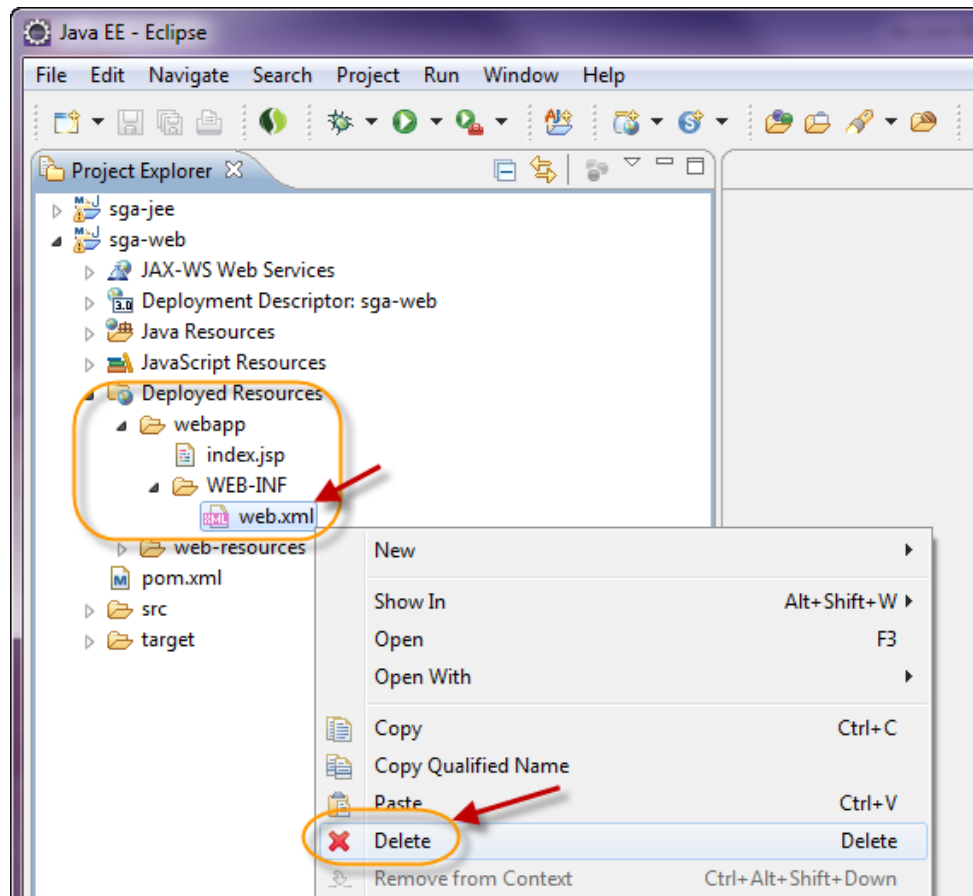 Java EE - Eclipse
File Edit Navigate Search Project Run Window Help
Project Explorer
sga-jee
sga-web
JAX-WS Web Services
3.0 Deployment Descriptor: sga-web
Java Resources
JavaScript Resources
Deployed Resources
webapp
index.jsp
WEB-INF
XML web.xml
web-resources
M pom.xml
src
target
New
Show In Alt+Shift+W
Open F3
Open With
Copy Ctrl+C
Copy Qualified Name
Paste Ctrl+V
Delete Delete
Remove from Context Ctrl+Alt+Shift+Down